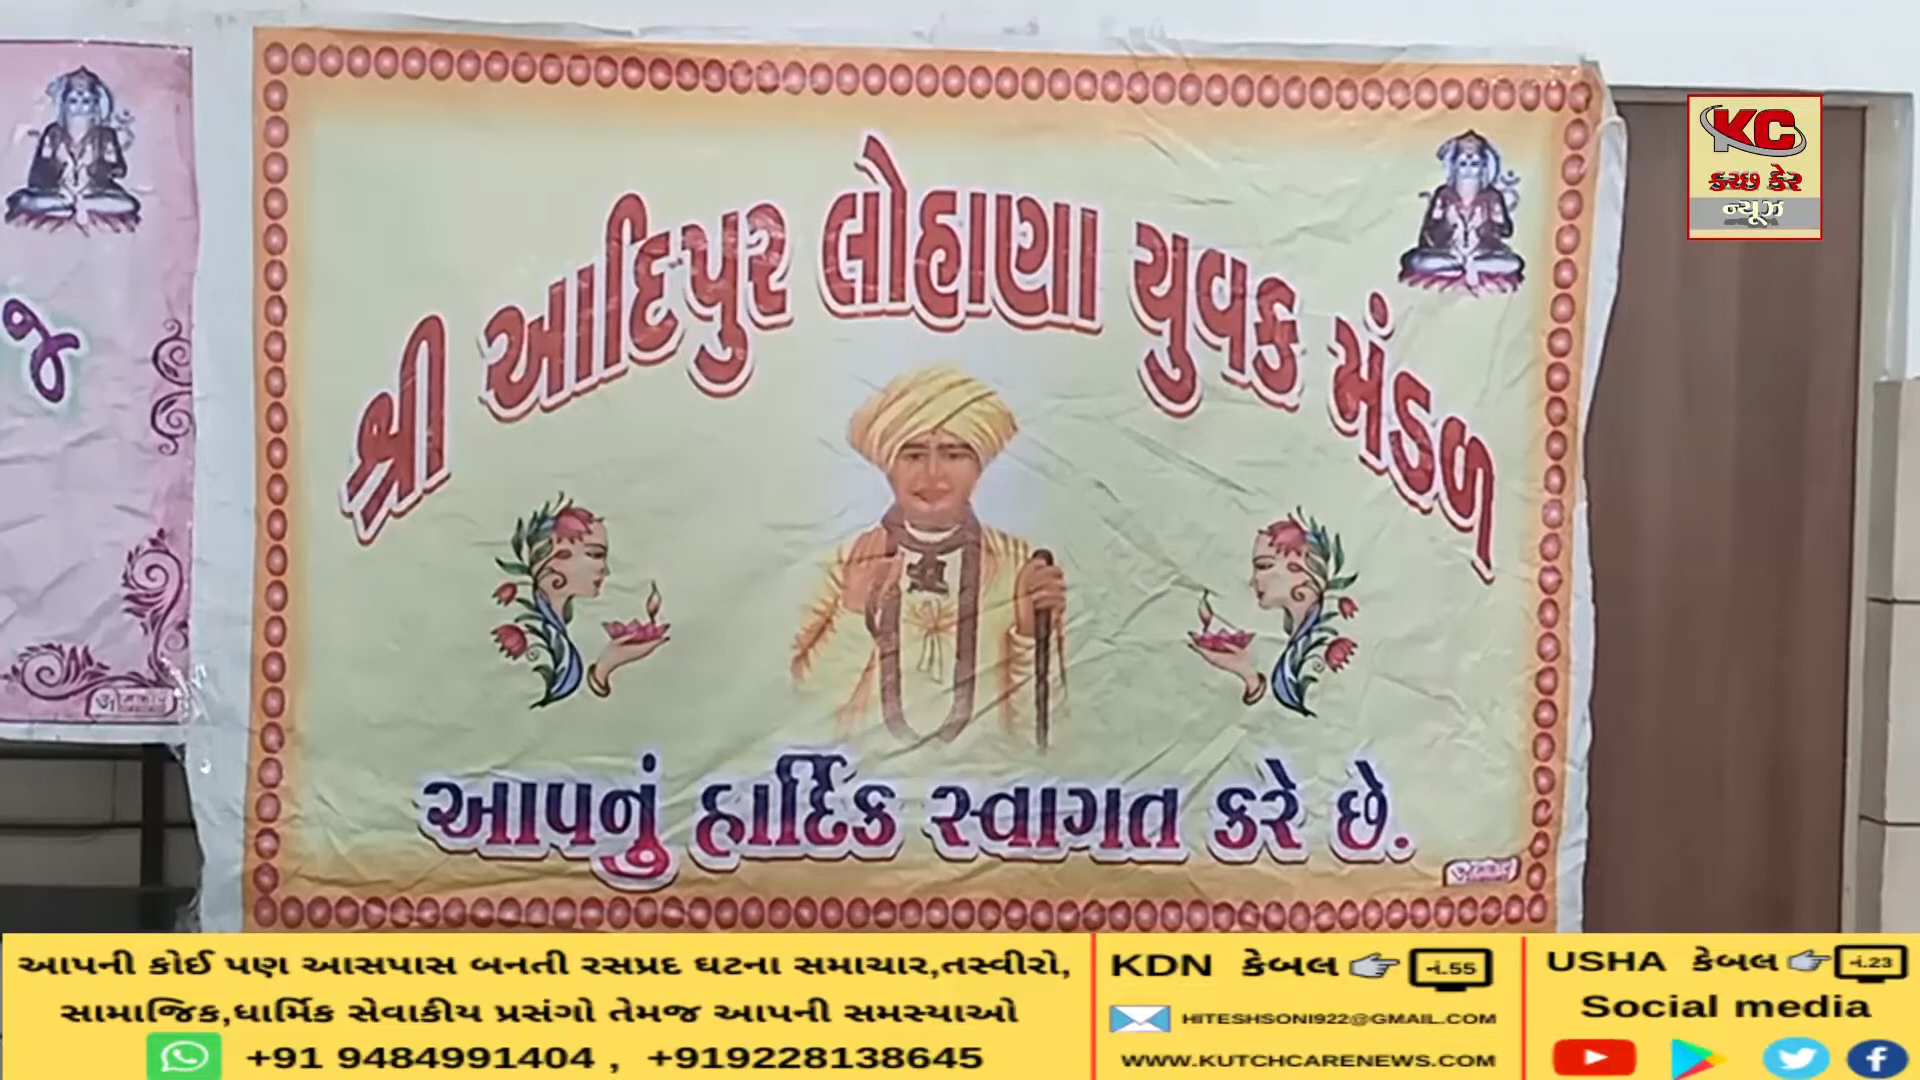 જ
શ્રી આદિપુર લોહાણા યુવક મંડળ
આપનું હાર્દિક સ્વાગત કરે છે.
KC
કચ્છ કેર
ન્યૂઝ
આપની કોઈ પણ આસપાસ બનતી રસપ્રદ ઘટના સમાચાર,તસ્વીરો,
સામાજિક,ધાર્મિક સેવાકીય પ્રસંગો તેમજ આપની સમસ્યાઓ
+91 9484991404 , +919228138645
KDN કેબલ નં.55
HITESHSONI922@GMAIL.COM
WWW.KUTCHCARENEWS.COM
USHA કેબલ નં.23
Social media